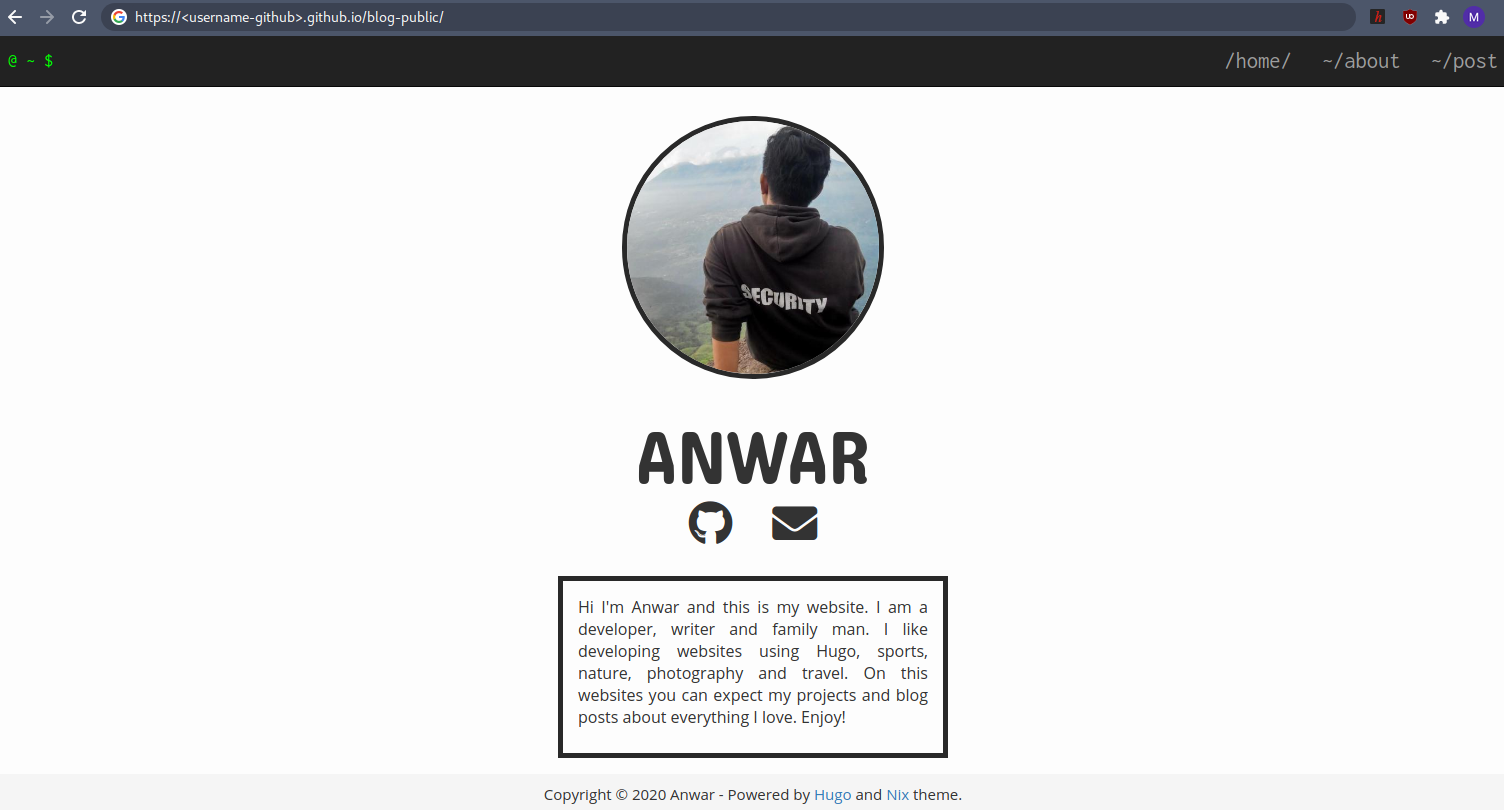 https://<username-github>.github.io/blog-public/
M
@ ~ $
/home/ ~/about ~/post
SECURITY
ANWAR
Hi I'm Anwar and this is my website. I am a
developer, writer and family man. I like
developing websites using Hugo, sports,
nature, photography and travel. On this
websites you can expect my projects and blog
posts about everything I love. Enjoy!
Copyright © 2020 Anwar - Powered by Hugo and Nix theme.